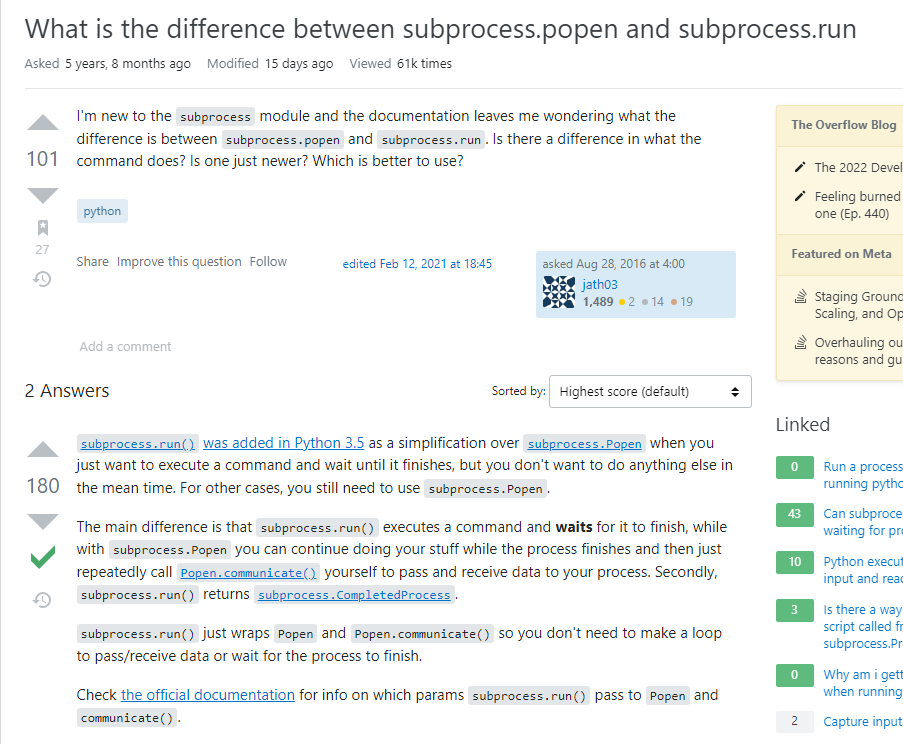 What is the difference between subprocess.popen and subprocess.run
Asked 5 years, 8 months ago Modified 15 days ago Viewed 61k times
101
I'm new to the subprocess module and the documentation leaves me wondering what the
difference is between subprocess.popen and subprocess.run. Is there a difference in what the
command does? Is one just newer? Which is better to use?
python
27
Share Improve this question Follow
edited Feb 12, 2021 at 18:45
asked Aug 28, 2016 at 4:00
jath03
1,489 2 14 19
Add a comment
2 Answers
Sorted by: Highest score (default)
180
subprocess.run() was added in Python 3.5 as a simplification over subprocess.Popen when you
just want to execute a command and wait until it finishes, but you don't want to do anything else in
the mean time. For other cases, you still need to use subprocess.Popen.
The main difference is that subprocess.run() executes a command and waits for it to finish, while
with subprocess.Popen you can continue doing your stuff while the process finishes and then just
repeatedly call Popen.communicate() yourself to pass and receive data to your process. Secondly,
subprocess.run() returns subprocess.CompletedProcess.
subprocess.run() just wraps Popen and Popen.communicate() so you don't need to make a loop
to pass/receive data or wait for the process to finish.
Check the official documentation for info on which params subprocess.run() pass to Popen and
communicate().
The Overflow Blog
The 2022 Devel
Feeling burned
one (Ep. 440)
Featured on Meta
Staging Ground
Scaling, and Op
Overhauling ou
reasons and gu
Linked
0 Run a process
running pytho
43 Can subproce
waiting for pro
10 Python execut
input and read
3 Is there a way
script called fr
subprocess.Pr
0 Why am i gett
when running
2 Capture input